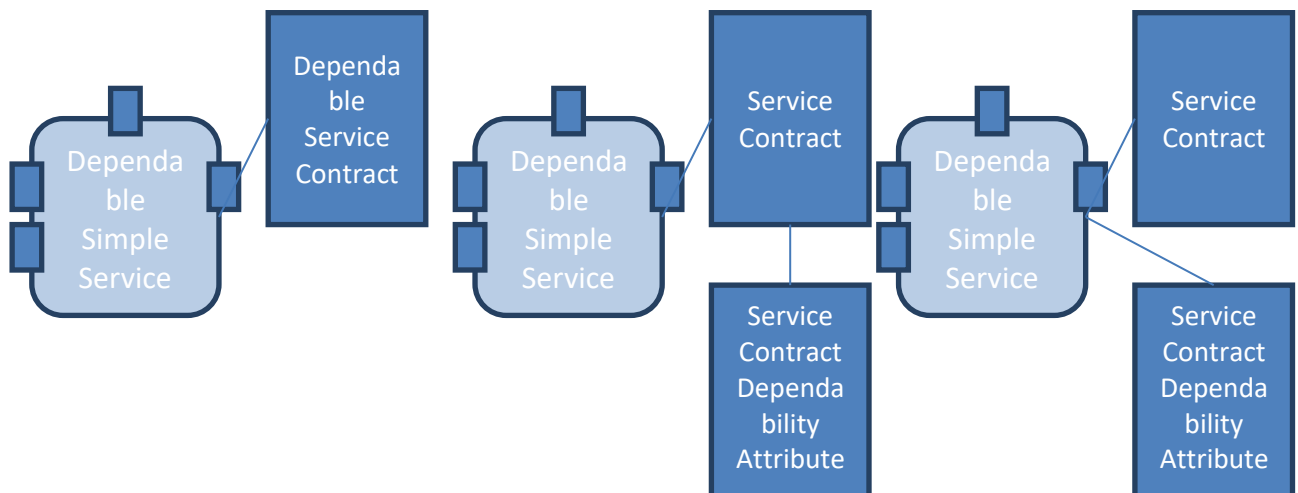 Dependa
ble
Simple
Service
Dependa
ble
Service
Contract
Dependa
ble
Simple
Service
Service
Contract
Service
Contract
Dependa
bility
Attribute
Dependa
ble
Simple
Service
Service
Contract
Service
Contract
Dependa
bility
Attribute